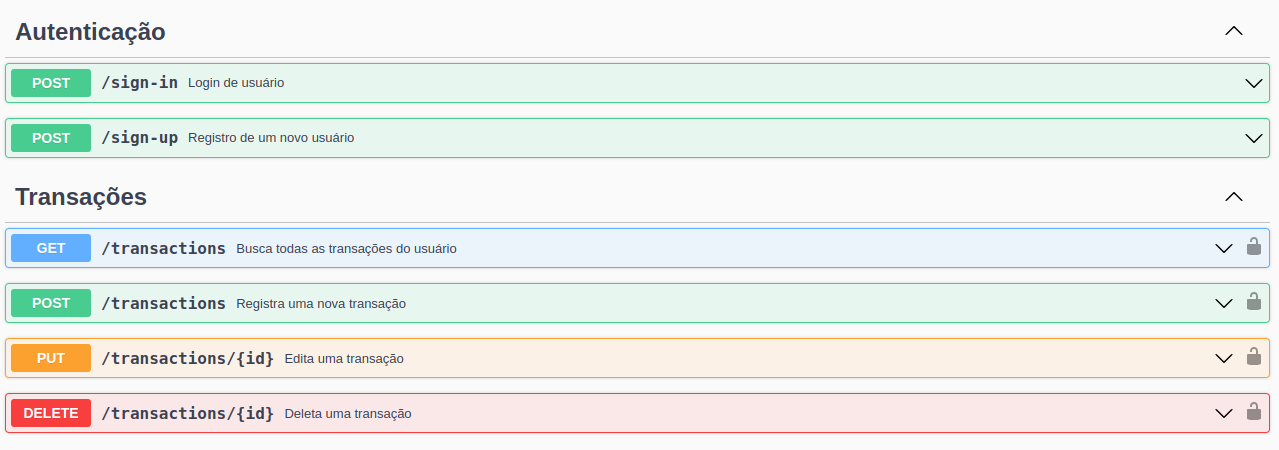 Autenticação
POST /sign-in Login de usuário
POST /sign-up Registro de um novo usuário
Transações
GET /transactions Busca todas as transações do usuário
POST /transactions Registra uma nova transação
PUT /transactions/{id} Edita uma transação
DELETE /transactions/{id} Deleta uma transação